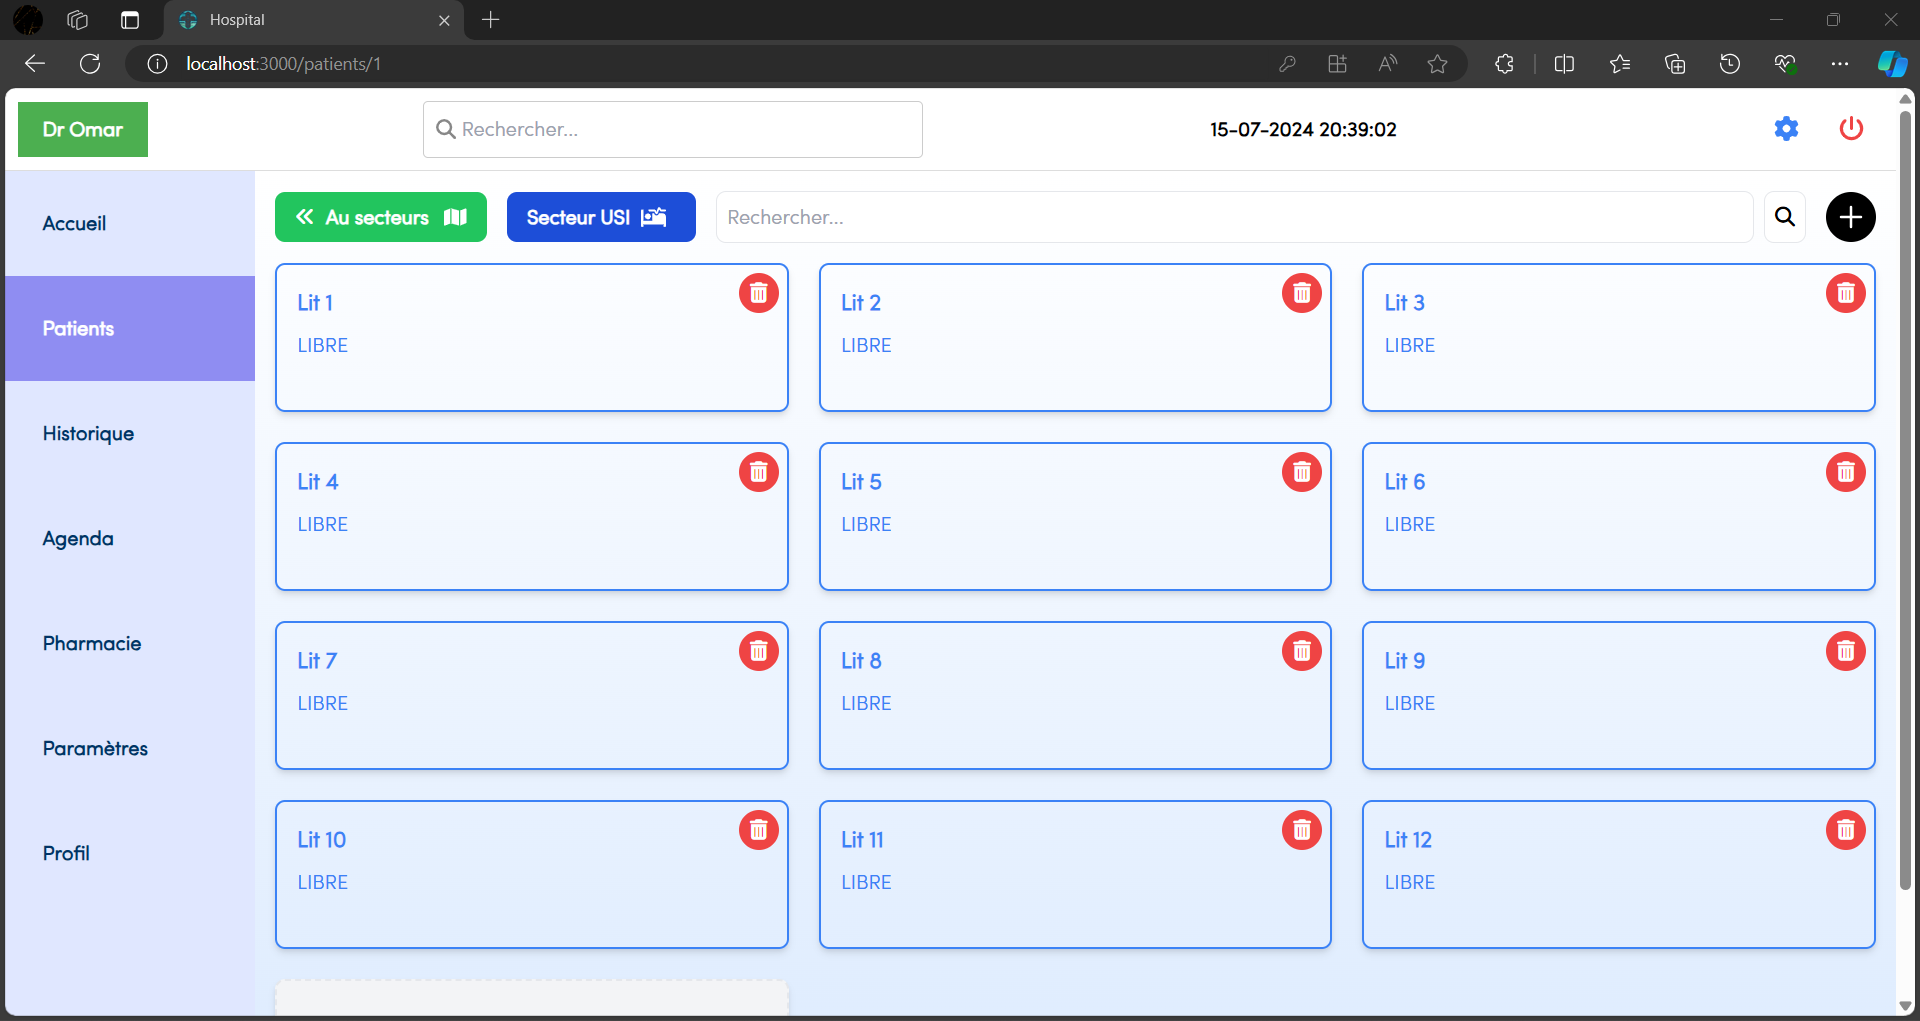 Hospital
localhost:3000/patients/1
Dr Omar
Rechercher...
15-07-2024 20:39:02
Accueil
Patients
Historique
Agenda
Pharmacie
Paramètres
Profil
Au secteurs
Secteur USI
Rechercher...
Lit 1
LIBRE
Lit 2
LIBRE
Lit 3
LIBRE
Lit 4
LIBRE
Lit 5
LIBRE
Lit 6
LIBRE
Lit 7
LIBRE
Lit 8
LIBRE
Lit 9
LIBRE
Lit 10
LIBRE
Lit 11
LIBRE
Lit 12
LIBRE